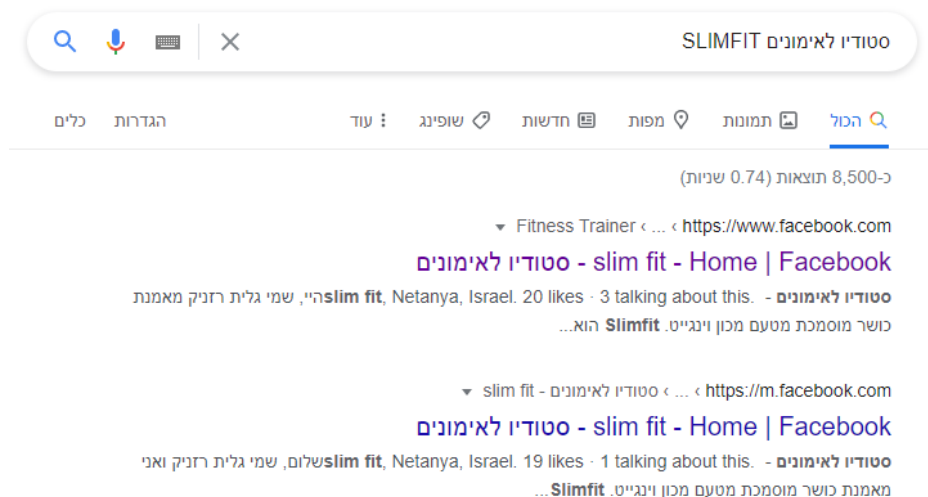 סטודיו לאימונים SLIMFIT
הכול תמונות מפות חדשות שופינג עוד הגדרות כלים
כ-8,500 תוצאות (0.74 שניות)
https://www.facebook.com › ... › Fitness Trainer
סטודיו לאימונים - slim fit - Home | Facebook
סטודיו לאימונים - slim fit, Netanya, Israel. 20 likes · 3 talking about this. היי, שמי גלית רזניק מאמנת
כושר מוסמכת מטעם מכון וינגייט. Slimfit הוא...
https://m.facebook.com › ... › סטודיו לאימונים - slim fit
סטודיו לאימונים - slim fit - Home | Facebook
סטודיו לאימונים - slim fit, Netanya, Israel. 19 likes · 1 talking about this. שלום, שמי גלית רזניק ואני
מאמנת כושר מוסמכת מטעם מכון וינגייט. Slimfit...